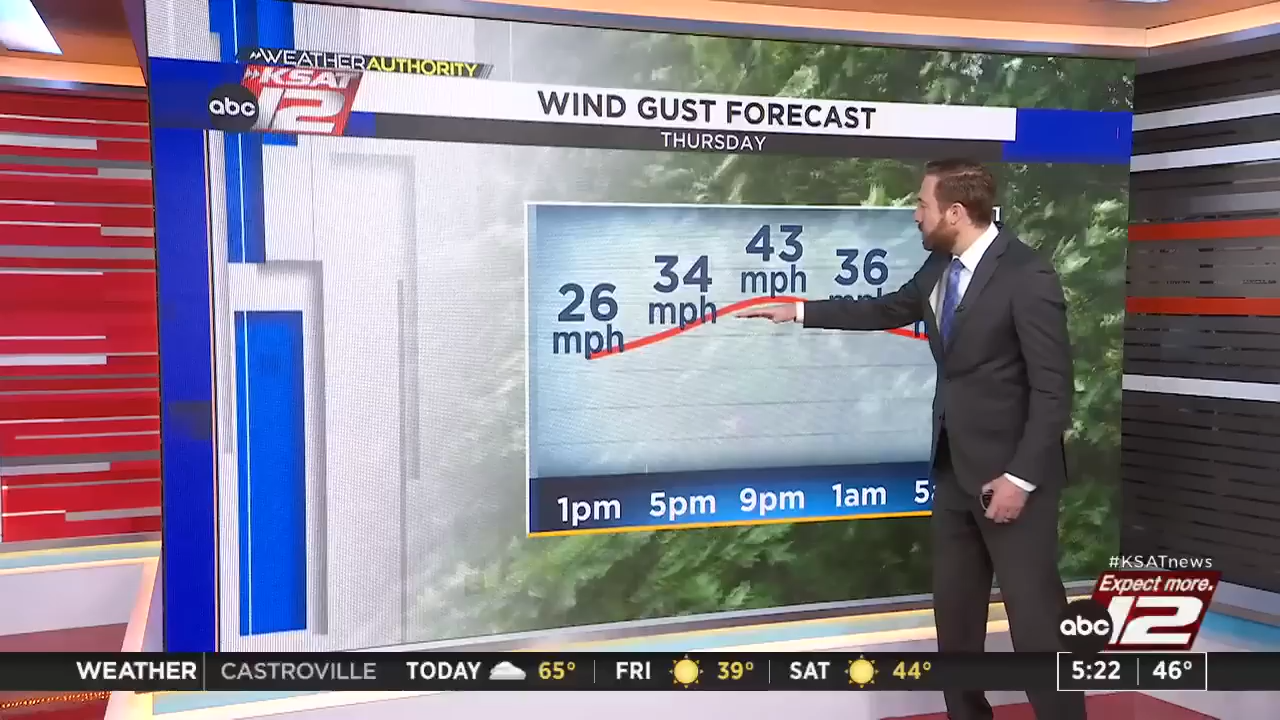 WEATHER AUTHORITY
KSAT
abc 12
WIND GUST FORECAST
THURSDAY
26 mph
34 mph
43 mph
36 mph
1pm 5pm 9pm 1am
#KSATnews
Expect more.
abc 12
WEATHER CASTROVILLE TODAY 65° FRI 39° SAT 44° 5:22 46°